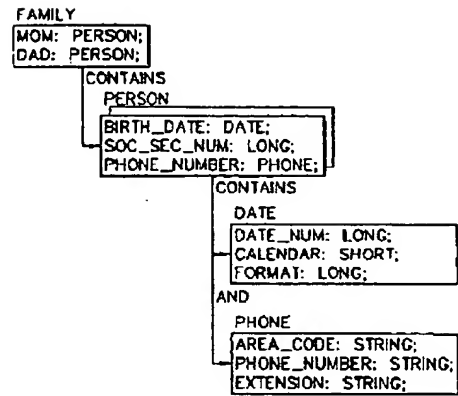 FAMILY
MOM: PERSON;
DAD: PERSON;
CONTAINS
PERSON
BIRTH_DATE: DATE;
SOC_SEC_NUM: LONG;
PHONE_NUMBER: PHONE;
CONTAINS
DATE
DATE_NUM: LONG;
CALENDAR: SHORT;
FORMAT: LONG;
AND
PHONE
AREA_CODE: STRING;
PHONE_NUMBER: STRING;
EXTENSION: STRING;